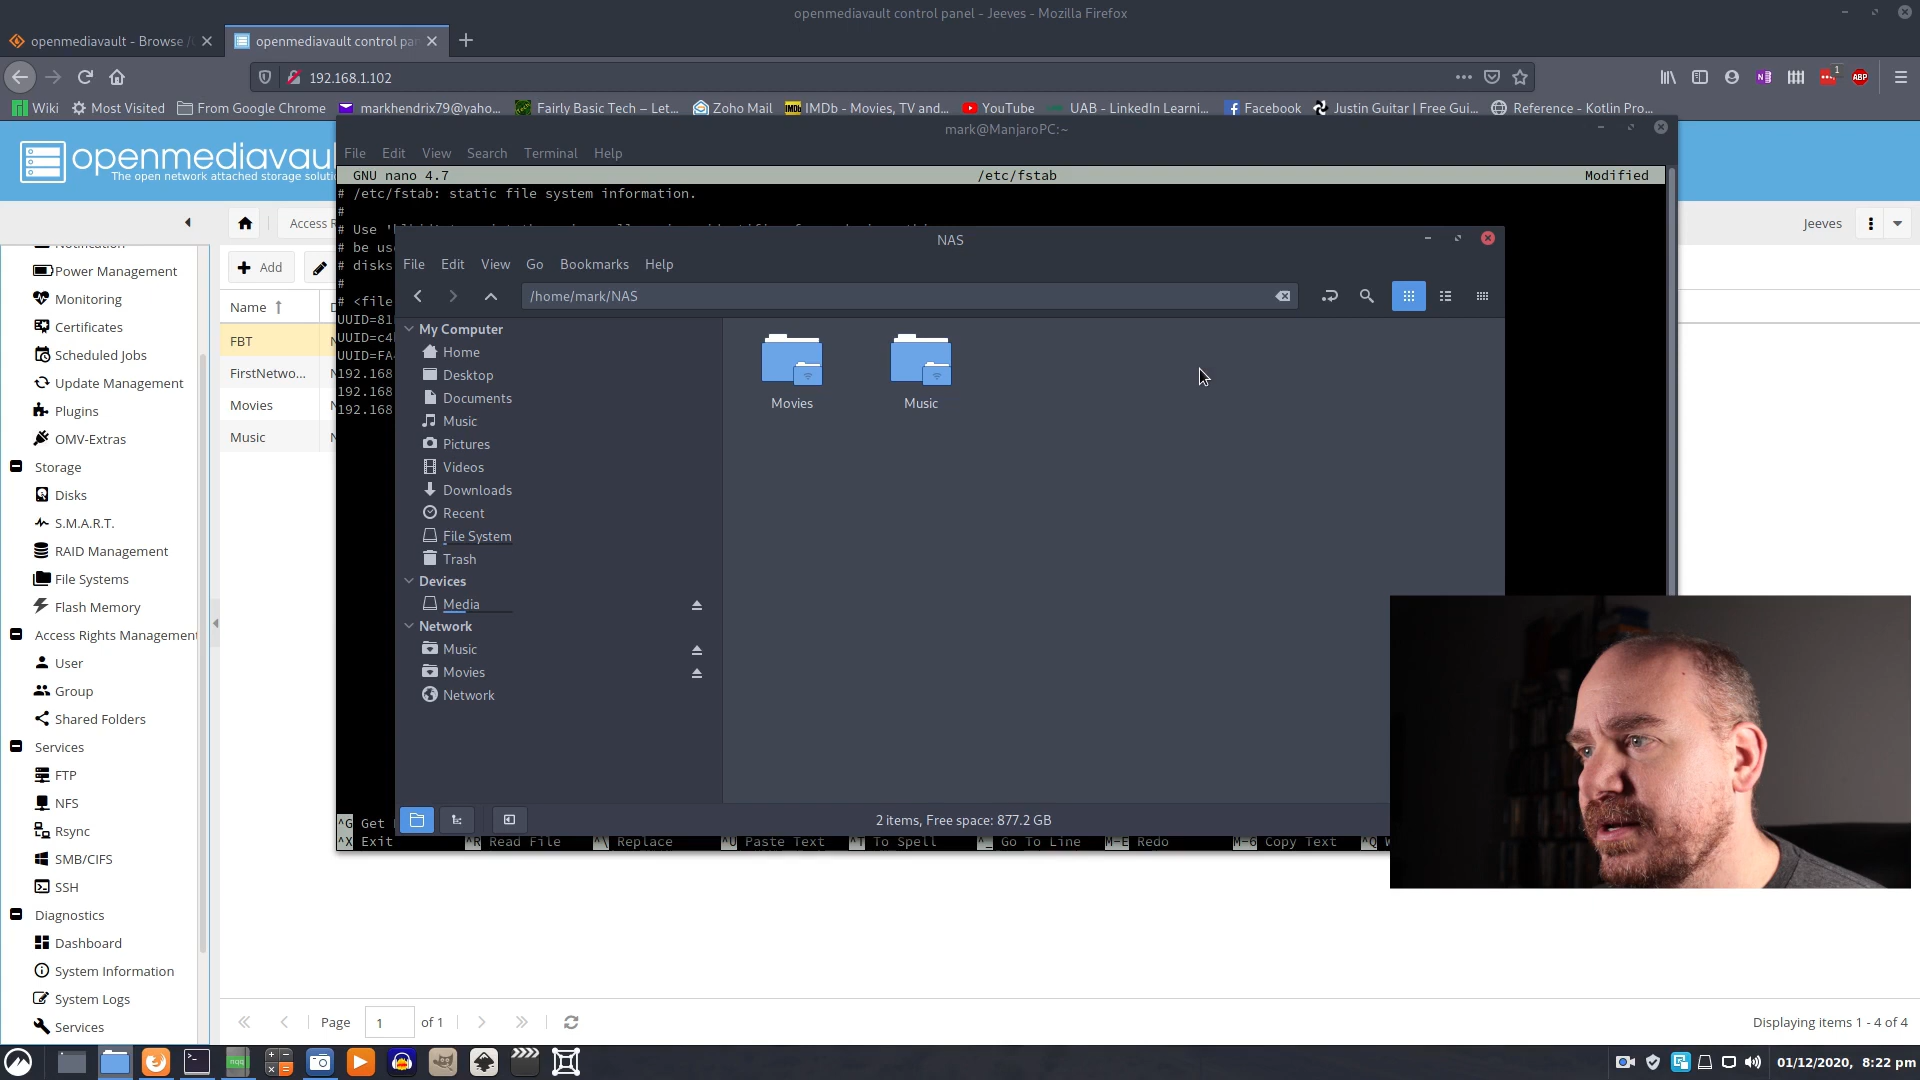 openmediavault control panel - Jeeves - Mozilla Firefox
openmediavault - Browse /
openmediavault control pa
192.168.1.102
Wiki
Most Visited
From Google Chrome
markhendrix79@yaho...
Fairly Basic Tech – Let...
Zoho Mail
IMDb - Movies, TV and...
YouTube
UAB - LinkedIn Learni...
Facebook
Justin Guitar | Free Gui...
Reference - Kotlin Pro...
mark@ManjaroPC:~
File Edit View Search Terminal Help
GNU nano 4.7 /etc/fstab Modified
# /etc/fstab: static file system information.
#
# Use '
# be us
# disks
#
# <file
UUID=81
UUID=c4
UUID=FA
192.168
192.168
192.168
openmediavault
The open network attached storage solutio
Access R
Jeeves
Add
Name
FBT
FirstNetwo...
Movies
Music
Power Management
Monitoring
Certificates
Scheduled Jobs
Update Management
Plugins
OMV-Extras
Storage
Disks
S.M.A.R.T.
RAID Management
File Systems
Flash Memory
Access Rights Management
User
Group
Shared Folders
Services
FTP
NFS
Rsync
SMB/CIFS
SSH
Diagnostics
Dashboard
System Information
System Logs
Services
NAS
File Edit View Go Bookmarks Help
/home/mark/NAS
My Computer
Home
Desktop
Documents
Music
Pictures
Videos
Downloads
Recent
File System
Trash
Devices
Media
Network
Music
Movies
Network
Movies
Music
2 items, Free space: 877.2 GB
^G Get
^X Exit ^R Read File ^\ Replace ^U Paste Text ^T To Spell ^_ Go To Line M-E Redo M-6 Copy Text ^Q
Page 1 of 1
Displaying items 1 - 4 of 4
01/12/2020, 8:22 pm